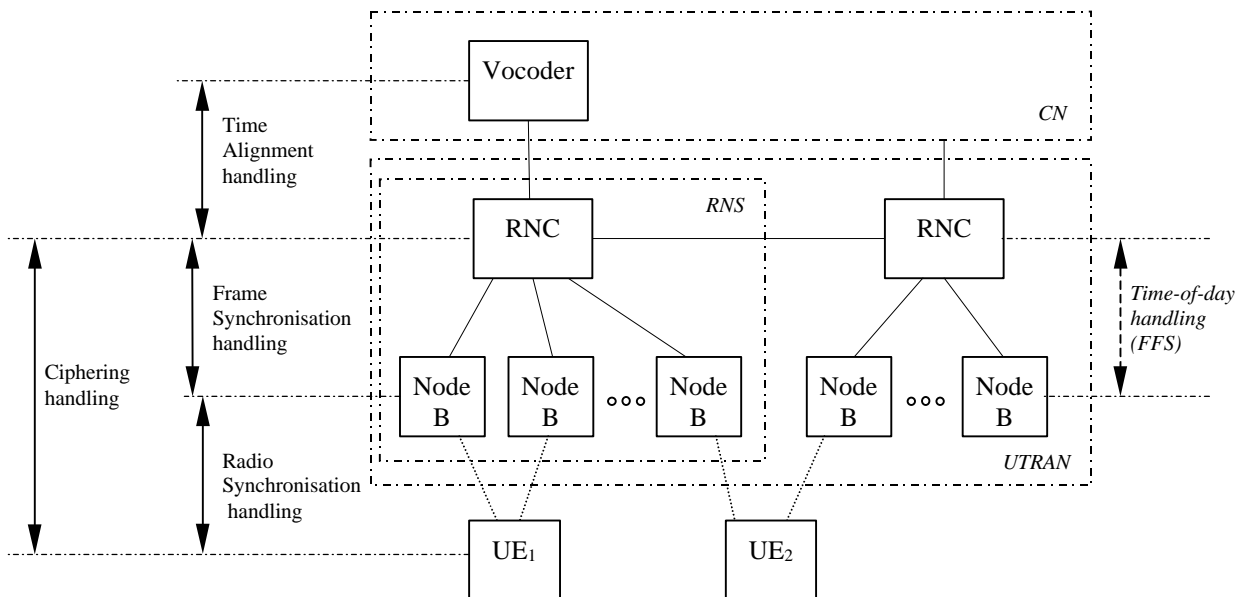 Vocoder
CN
Time
Alignment
handling
RNS
RNC
RNC
Frame
Synchronisation
handling
Time-of-day
handling
(FFS)
Ciphering
handling
Node
B
Node
B
Node
B
Node
B
Node
B
UTRAN
Radio
Synchronisation
handling
UE1
UE2